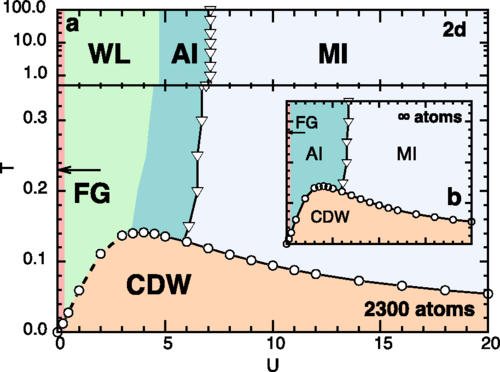 100.0
10.0
1.0
a
WL
AI
MI
2d
T
0.3
0.2
0.1
0.0
FG
CDW
2300 atoms
∞ atoms
FG
AI
MI
CDW
b
0
5
10
15
20
U